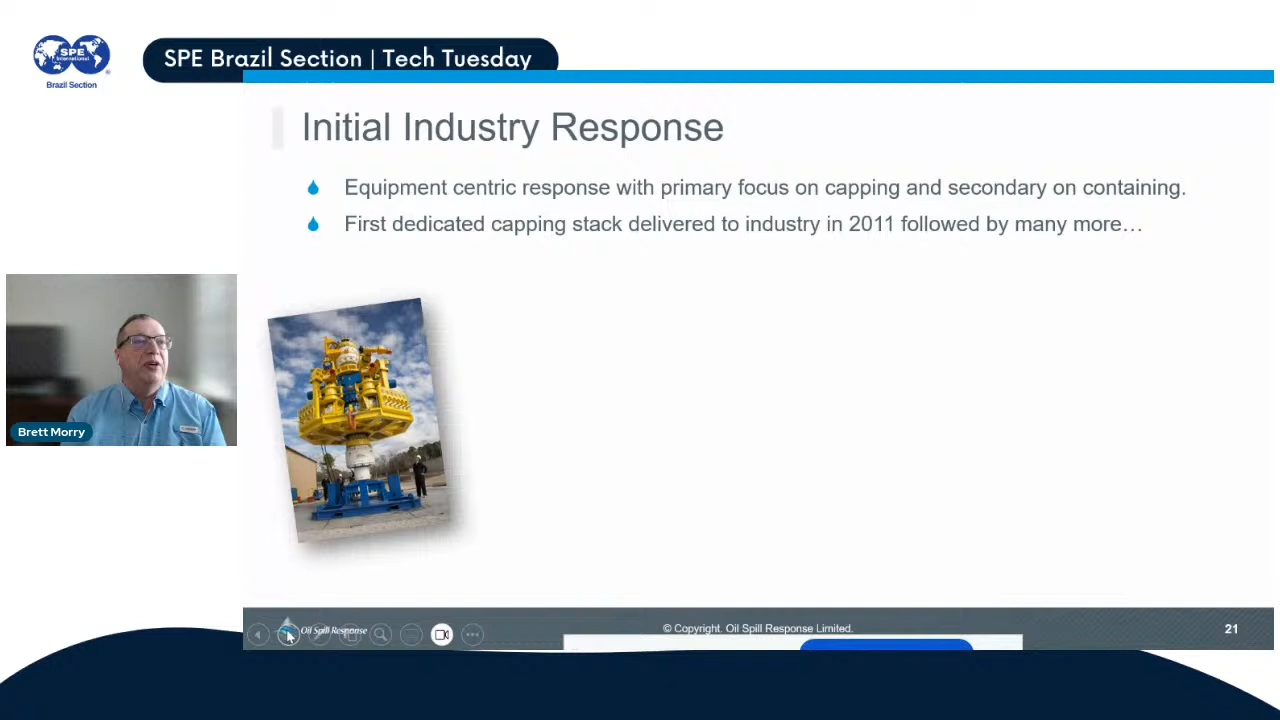 SPE
International
Brazil Section
SPE Brazil Section | Tech Tuesday
Initial Industry Response
Equipment centric response with primary focus on capping and secondary on containing.
First dedicated capping stack delivered to industry in 2011 followed by many more…
Brett Morry
Oil Spill Response
© Copyright. Oil Spill Response Limited.
21